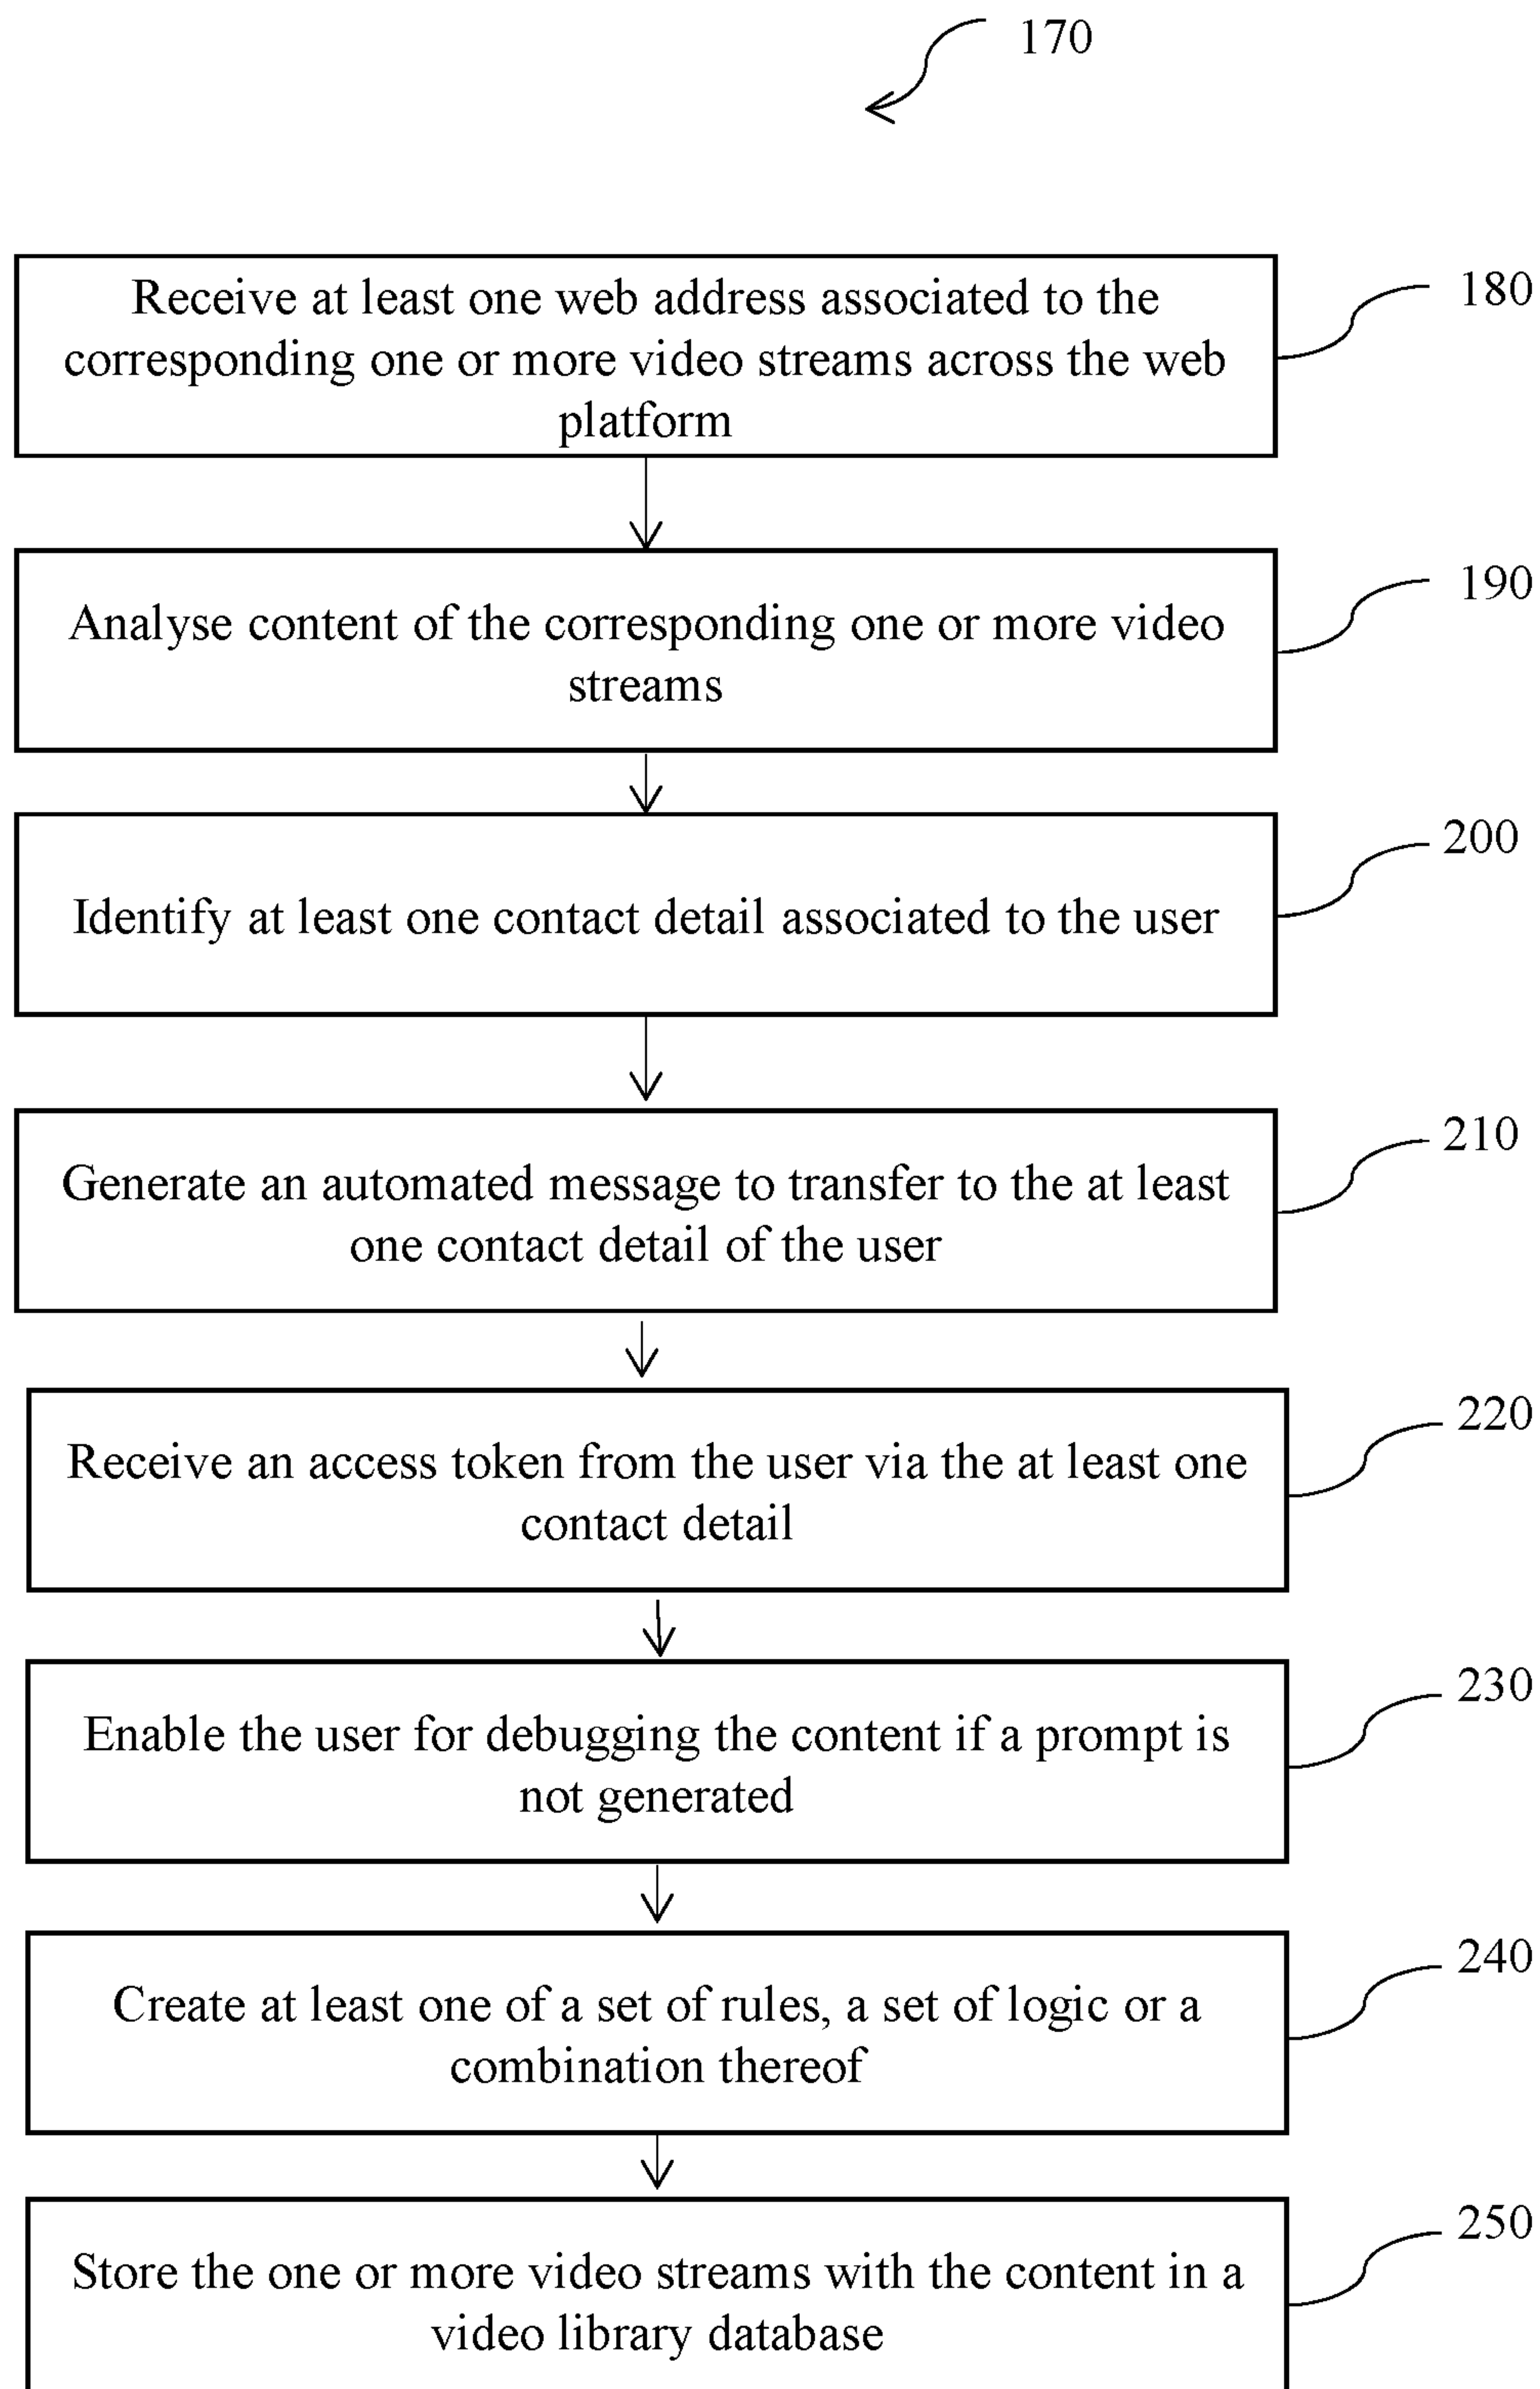 170
Receive at least one web address associated to the
corresponding one or more video streams across the web
platform
180
Analyse content of the corresponding one or more video
streams
190
Identify at least one contact detail associated to the user
200
Generate an automated message to transfer to the at least
one contact detail of the user
210
Receive an access token from the user via the at least one
contact detail
220
Enable the user for debugging the content if a prompt is
not generated
230
Create at least one of a set of rules, a set of logic or a
combination thereof
240
Store the one or more video streams with the content in a
video library database
250